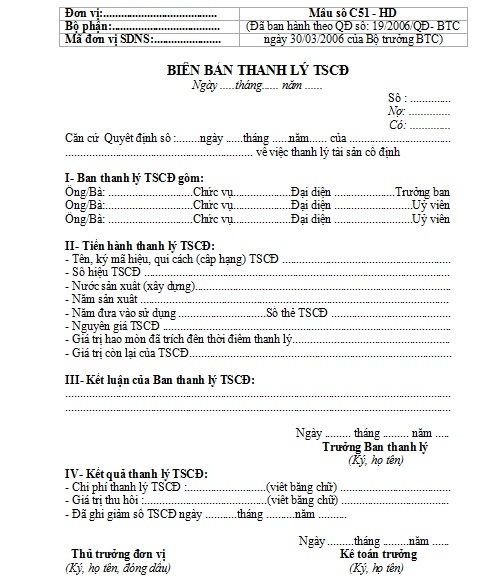 Đơn vị:......................................
Mẫu số C51 - HD
Bộ phận:....................................
(Đã ban hành theo QĐ số: 19/2006/QĐ- BTC
Mã đơn vị SDNS:......................
ngày 30/03/2006 của Bộ trưởng BTC)
BIÊN BẢN THANH LÝ TSCĐ
Ngày .....tháng...... năm ......
Số : ..............
Nợ: ..............
Có: ..............
Căn cứ Quyết định số :........ngày .....tháng .....năm...... của ..................................
.............................................................. về việc thanh lý tài sản cố định
I- Ban thanh lý TSCĐ gồm:
Ông/Bà: ............................Chức vụ...................Đại diện .........................Trưởng ban
Ông/Bà: ............................Chức vụ...................Đại diện ...............................Uỷ viên
Ông/Bà: ............................Chức vụ...................Đại diện ...............................Uỷ viên
II- Tiến hành thanh lý TSCĐ:
- Tên, ký mã hiệu, qui cách (cấp hạng) TSCĐ .......................................................
- Số hiệu TSCĐ .....................................................................................................
- Nước sản xuất (xây dựng)....................................................................................
- Năm sản xuất ......................................................................................................
- Năm đưa vào sử dụng ............................Số thẻ TSCĐ ........................................
- Nguyên giá TSCĐ ...............................................................................................
- Giá trị hao mòn đã trích đến thời điểm thanh lý....................................................
- Giá trị còn lại của TSCĐ......................................................................................
III- Kết luận của Ban thanh lý TSCĐ:
................................................................................................................................
................................................................................................................................
Ngày ......... tháng ......... năm .....
Trưởng Ban thanh lý
(Ký, họ tên)
IV- Kết quả thanh lý TSCĐ:
- Chi phí thanh lý TSCĐ :..........................(viết bằng chữ) ....................................
- Giá trị thu hồi :..........................................(viết bằng chữ) ....................................
- Đã ghi giảm số TSCĐ ngày ............tháng .........năm..........
Ngày .........tháng .........năm......
Thủ trưởng đơn vị
Kế toán trưởng
(Ký, họ tên, đóng dấu)
(Ký, họ tên)